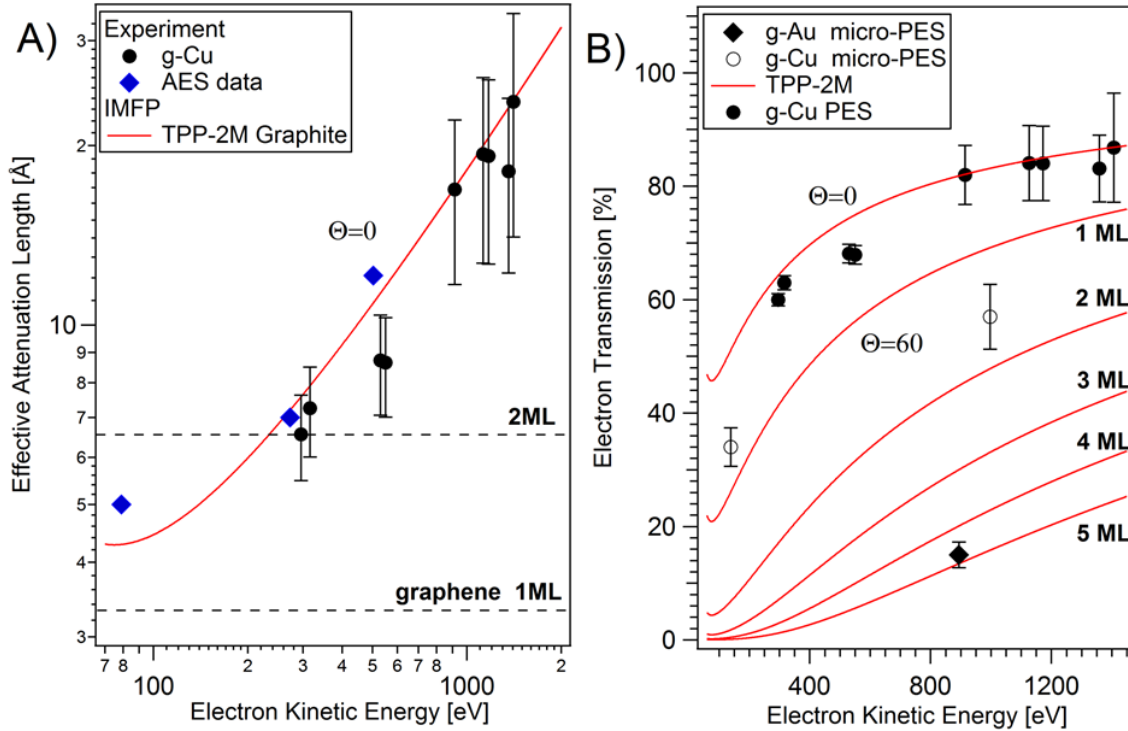 A)
Experiment
g-Cu
AES data
IMFP
TPP-2M Graphite
Effective Attenuation Length [Å]
3
2
10
9
8
7
6
5
4
3
Θ=0
2ML
graphene 1ML
7 8 100 2 3 4 5 6 7 8 1000 2
Electron Kinetic Energy [eV]
B)
g-Au micro-PES
g-Cu micro-PES
TPP-2M
g-Cu PES
Electron Transmission [%]
100
80
60
40
20
0
Θ=0
1 ML
2 ML
Θ=60
3 ML
4 ML
5 ML
400 800 1200
Electron Kinetic Energy [eV]